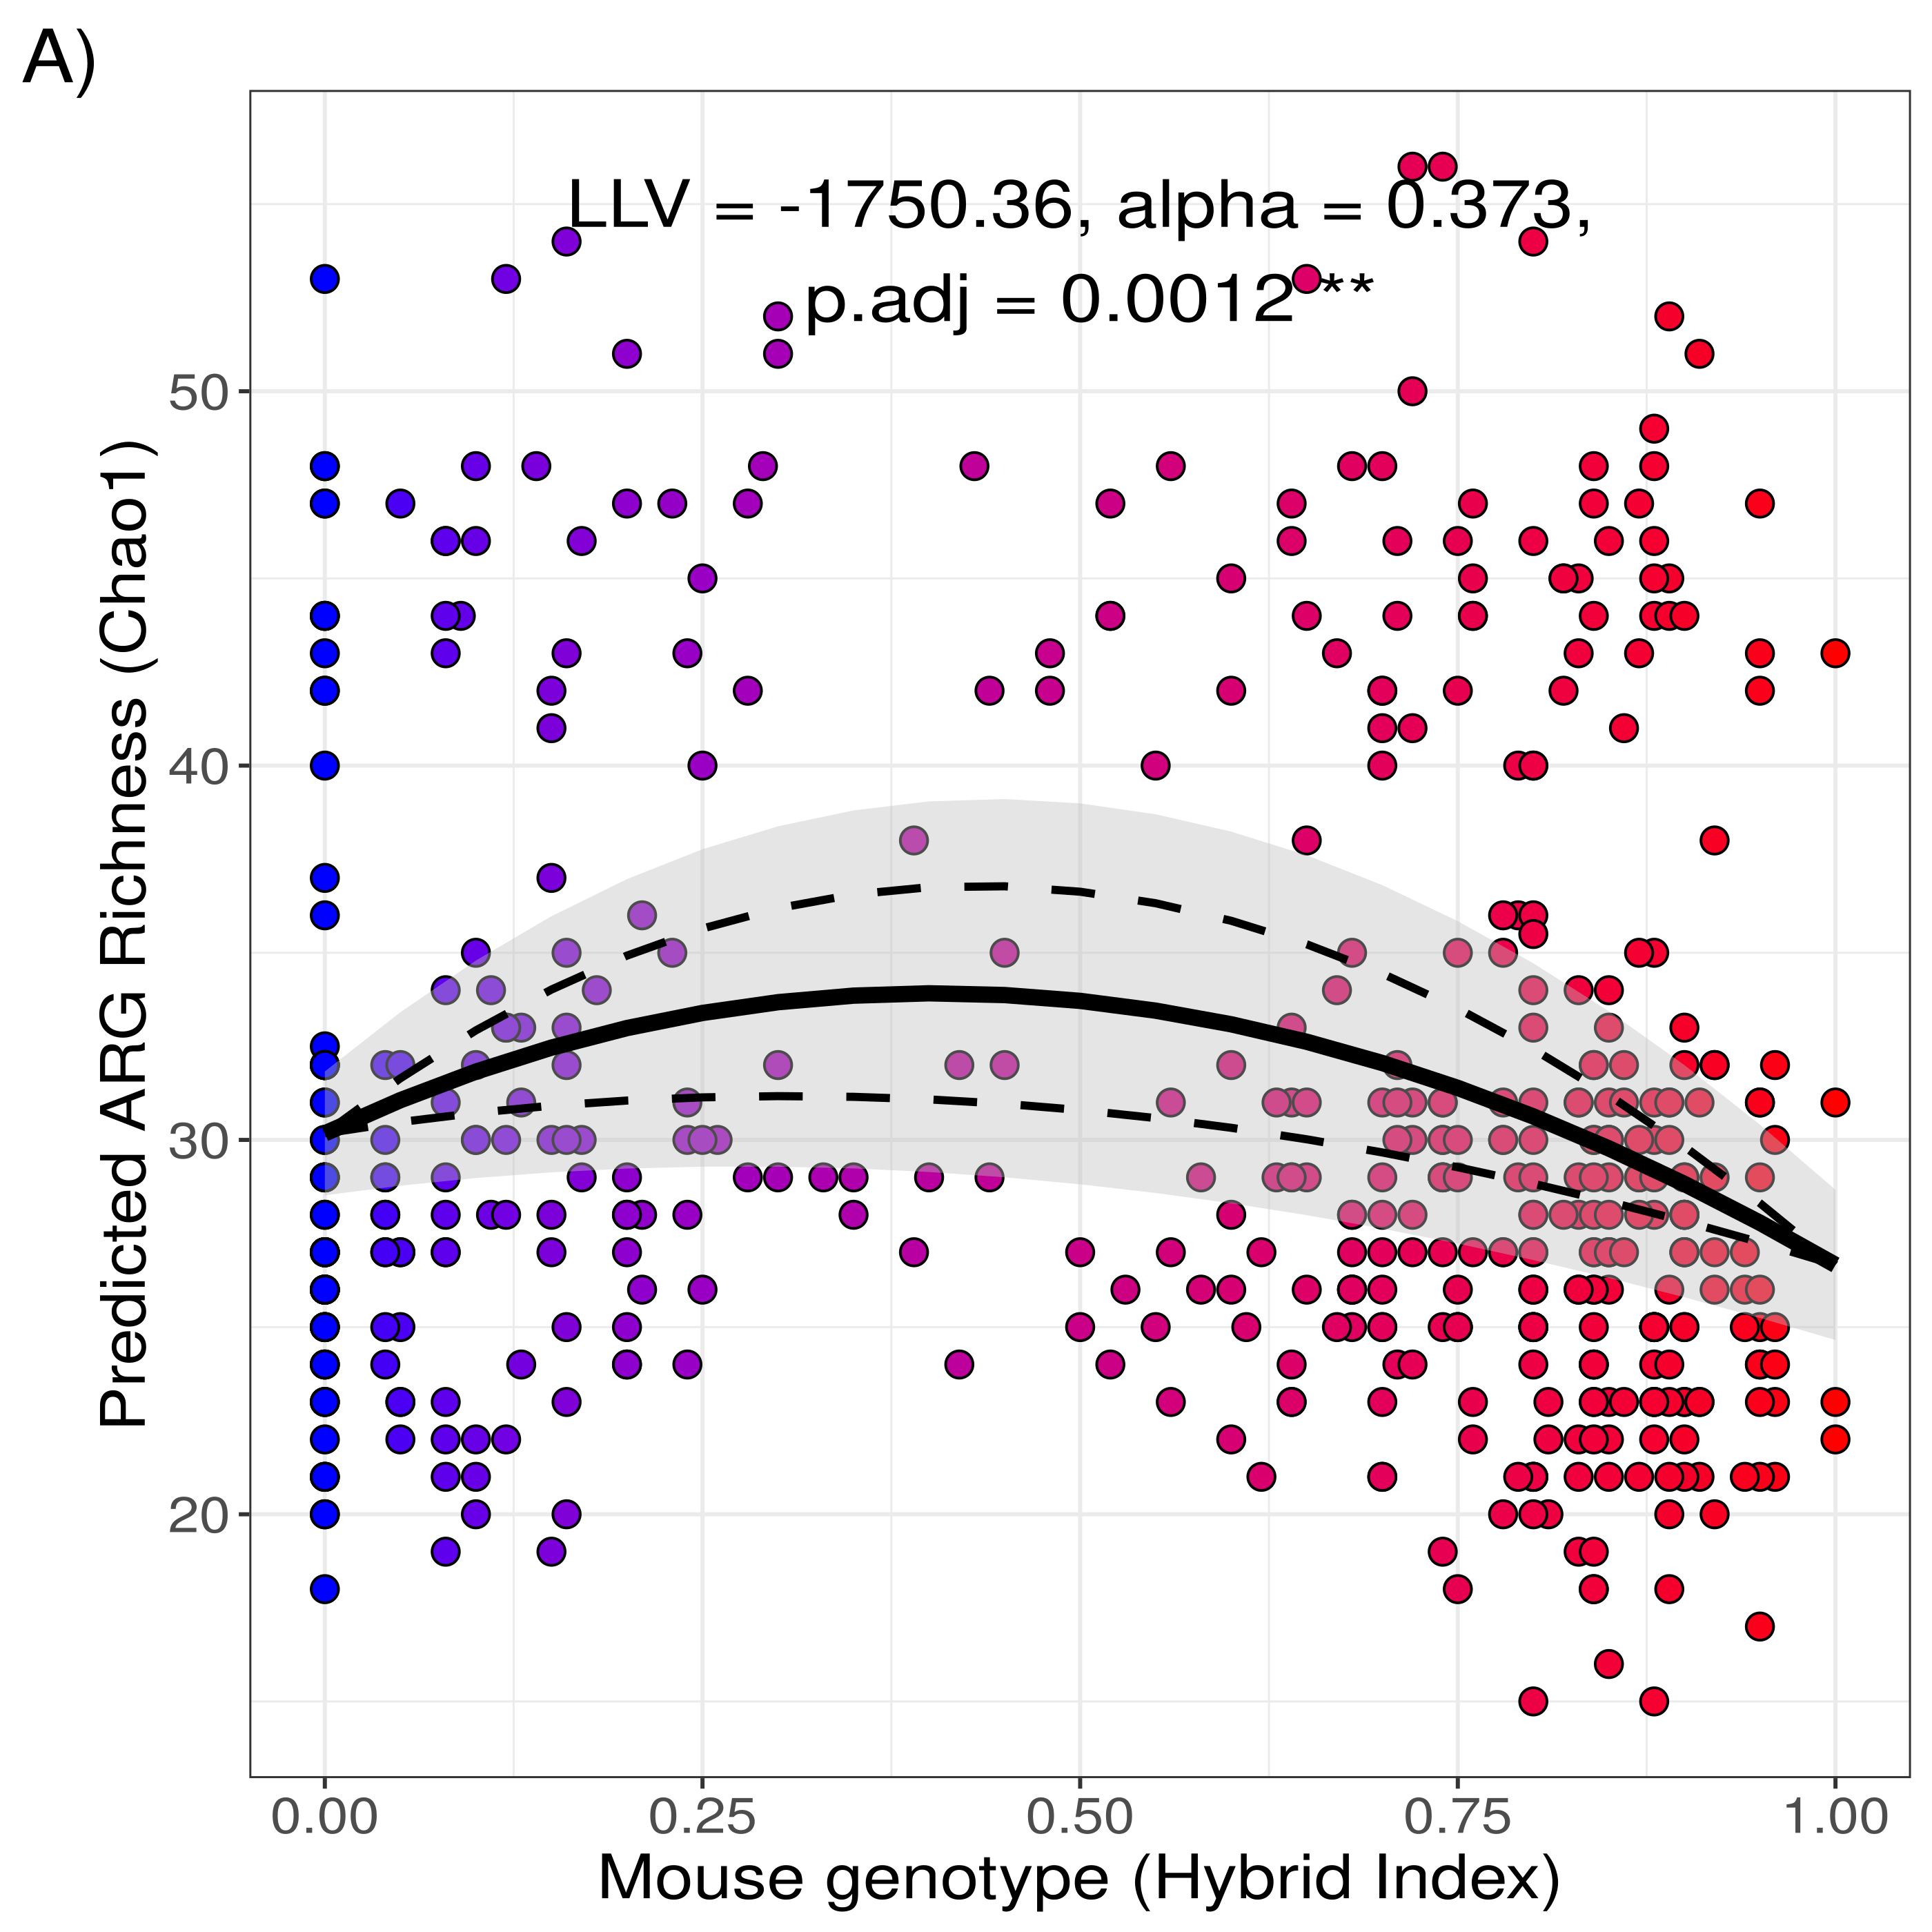 A)
LLV = -1750.36, alpha = 0.373,
p.adj = 0.0012 **
Predicted ARG Richness (Chao1)
50
40
30
20
0.00 0.25 0.50 0.75 1.00
Mouse genotype (Hybrid Index)